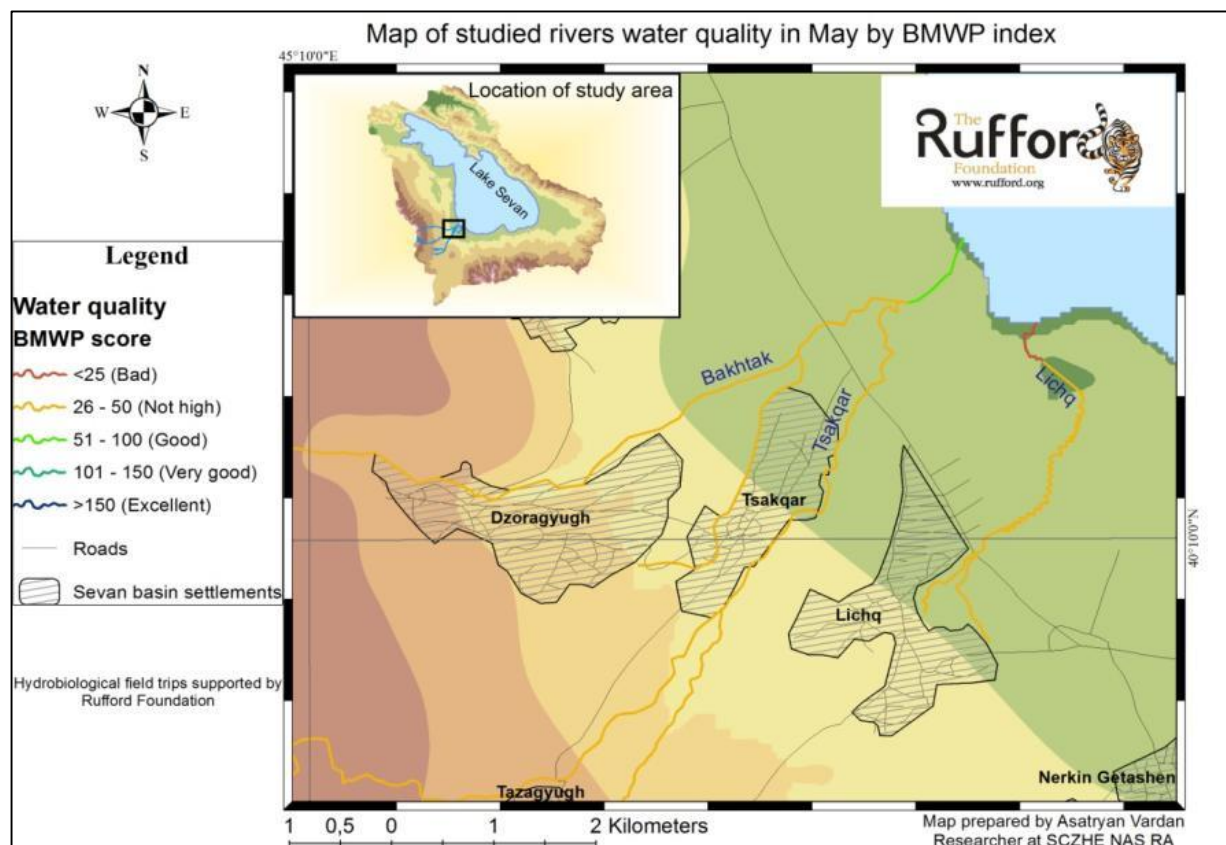 Map of studied rivers water quality in May by BMWP index
45°10'0"E
N
W
E
S
Location of study area
Lake Sevan
The
Rufford
Foundation
www.rufford.org
Legend
Water quality
BMWP score
<25 (Bad)
26 - 50 (Not high)
51 - 100 (Good)
101 - 150 (Very good)
>150 (Excellent)
Roads
Sevan basin settlements
Hydrobiological field trips supported by
Rufford Foundation
Bakhtak
Tsakqar
Lichq
Dzoragyugh
Tsakqar
Lichq
40°10'0"N
Tazagyugh
Nerkin Getashen
1 0,5 0 1 2 Kilometers
Map prepared by Asatryan Vardan
Researcher at SCZHE NAS RA